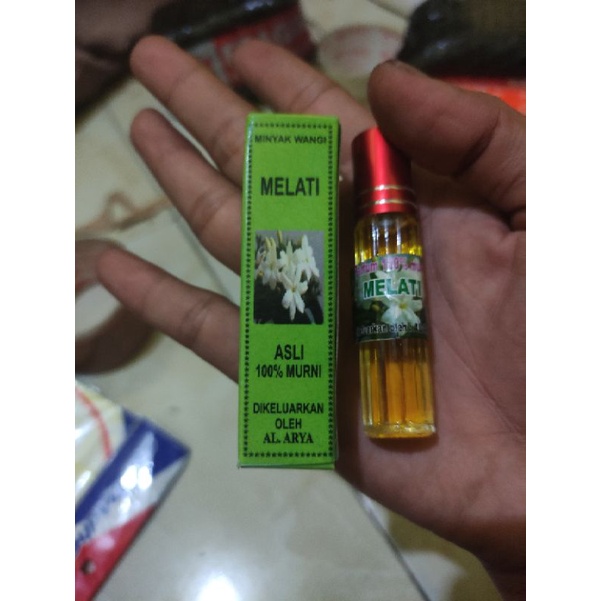 MINYAK WANGI
MELATI
ASLI
100% MURNI
DIKELUARKAN
OLEH
AL. ARYA
MELATI